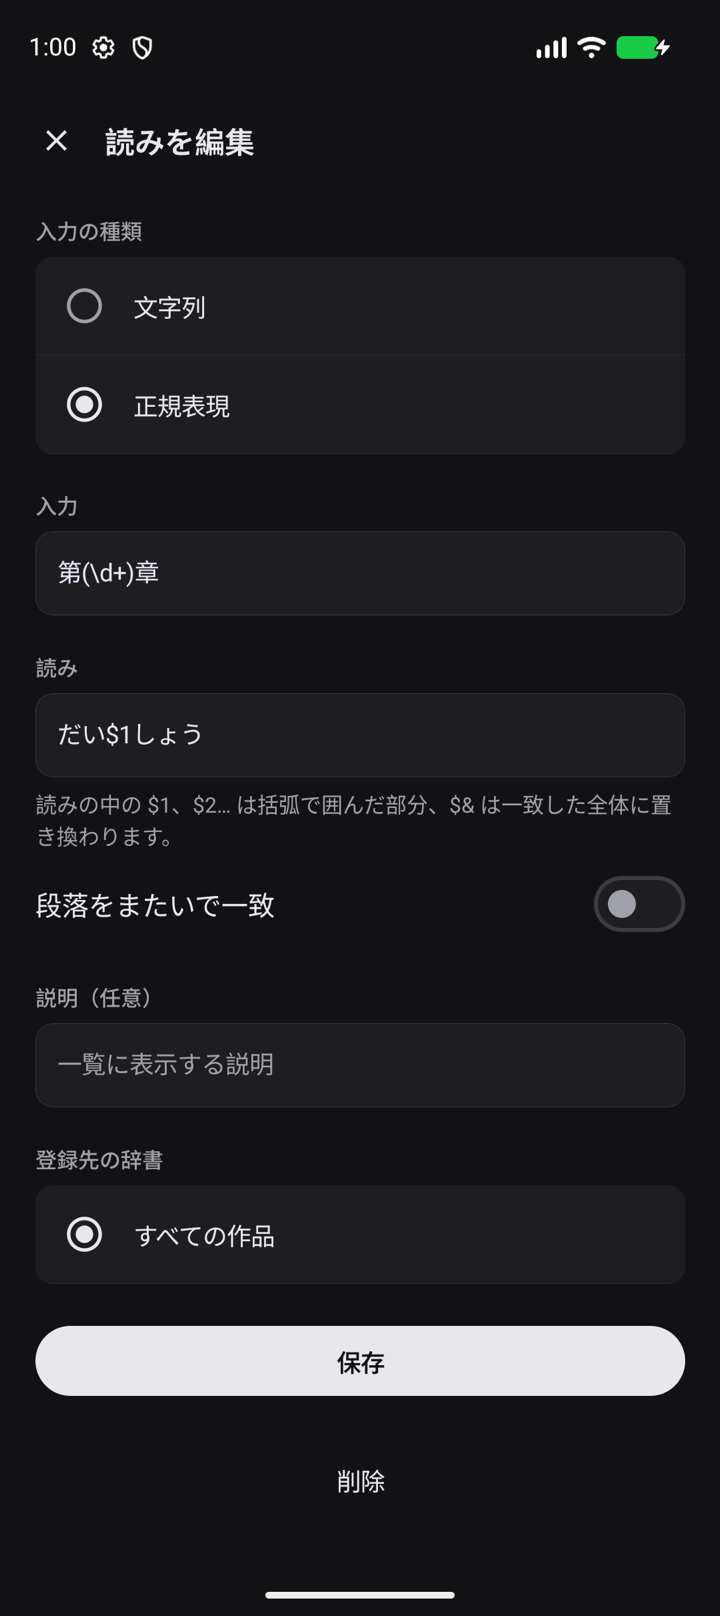 1:00
読みを編集
入力の種類
文字列
正規表現
入力
第(\d+)章
読み
だい$1しょう
読みの中の $1、$2... は括弧で囲んだ部分、$& は一致した全体に置
き換わります。
段落をまたいで一致
説明（任意）
一覧に表示する説明
登録先の辞書
すべての作品
保存
削除